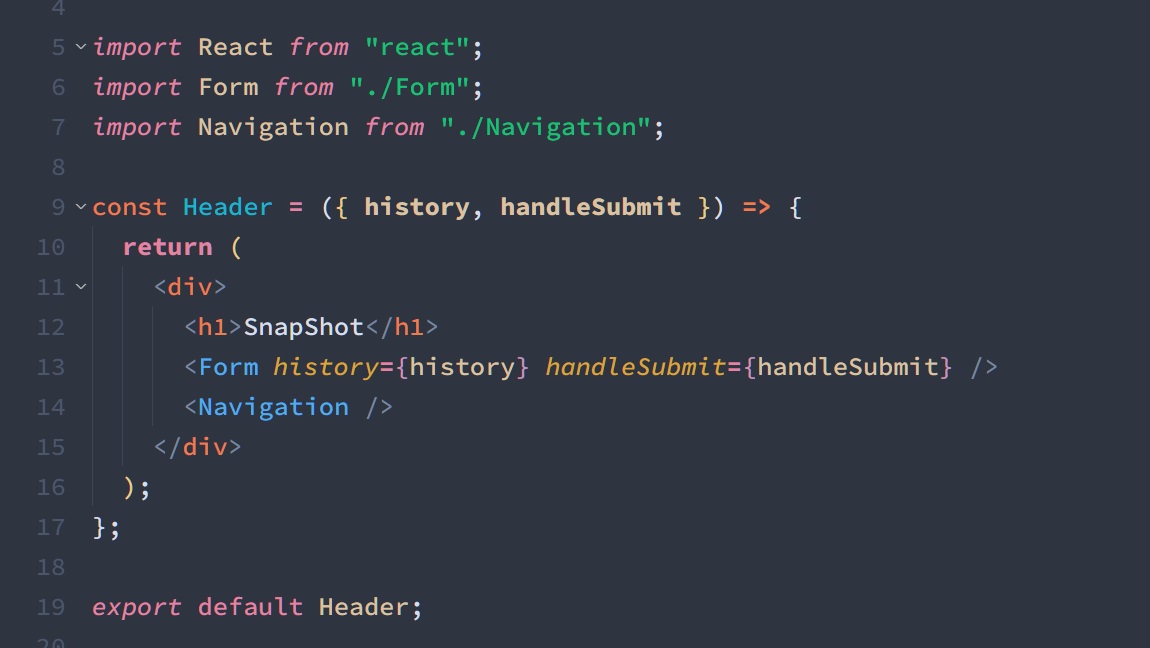 4
5 import React from "react";
6 import Form from "./Form";
7 import Navigation from "./Navigation";
8
9 const Header = ({ history, handleSubmit }) => {
10   return (
11     <div>
12       <h1>SnapShot</h1>
13       <Form history={history} handleSubmit={handleSubmit} />
14       <Navigation />
15     </div>
16   );
17 };
18
19 export default Header;
20